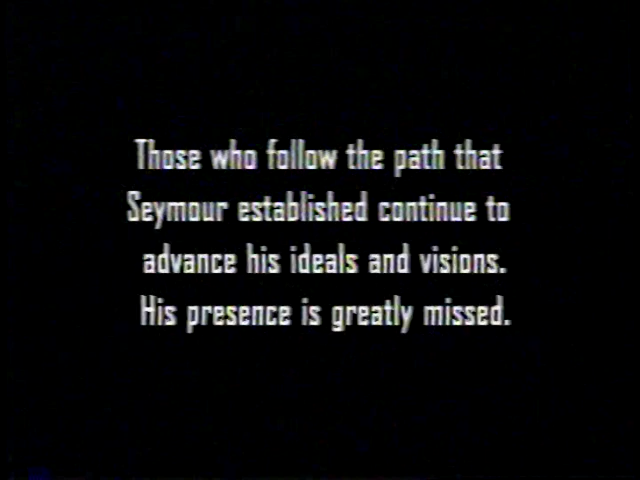 Those who follow the path that
Seymour established continue to
advance his ideals and visions.
His presence is greatly missed.